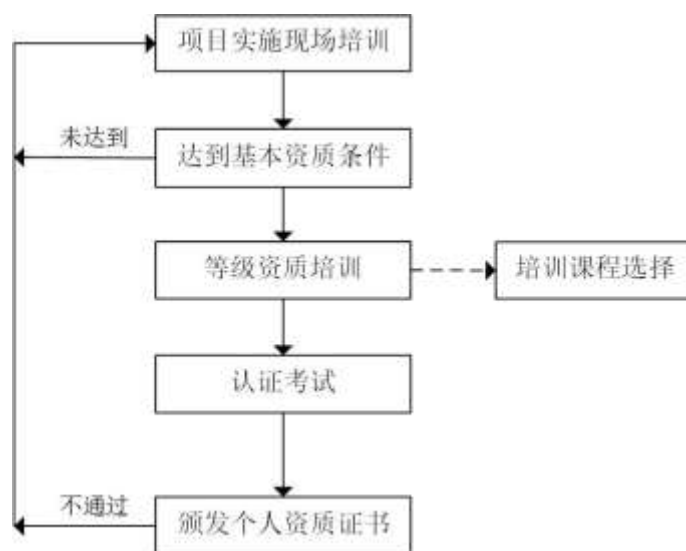 项目实施现场培训
未达到
达到基本资质条件
等级资质培训
培训课程选择
认证考试
不通过
颁发个人资质证书